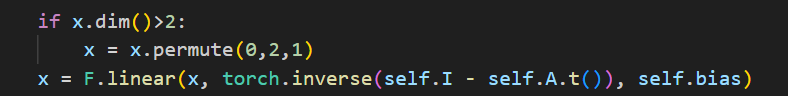 if x.dim()>2:
x = x.permute(0,2,1)
x = F.linear(x, torch.inverse(self.I - self.A.t()), self.bias)